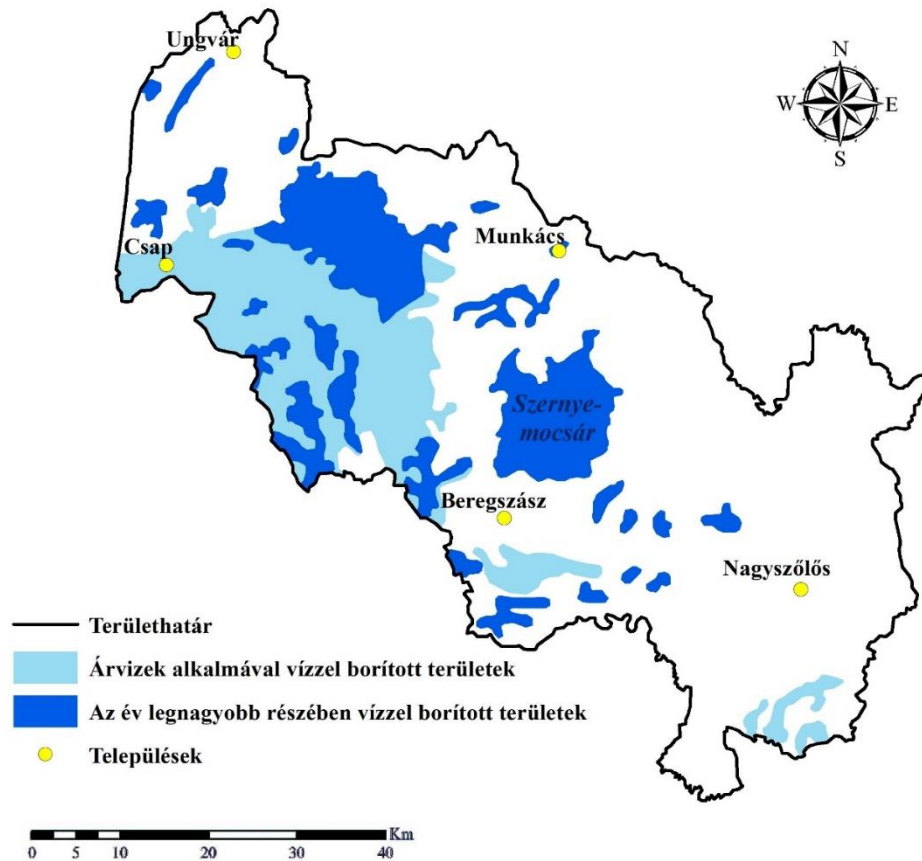 Ungvár
N
W
E
S
Csap
Munkács
Szernye-
mocsár
Beregszász
Nagyszőlős
Területhatár
Árvizek alkalmával vízzel borított területek
Az év legnagyobb részében vízzel borított területek
Települések
Km
0 5 10 20 30 40